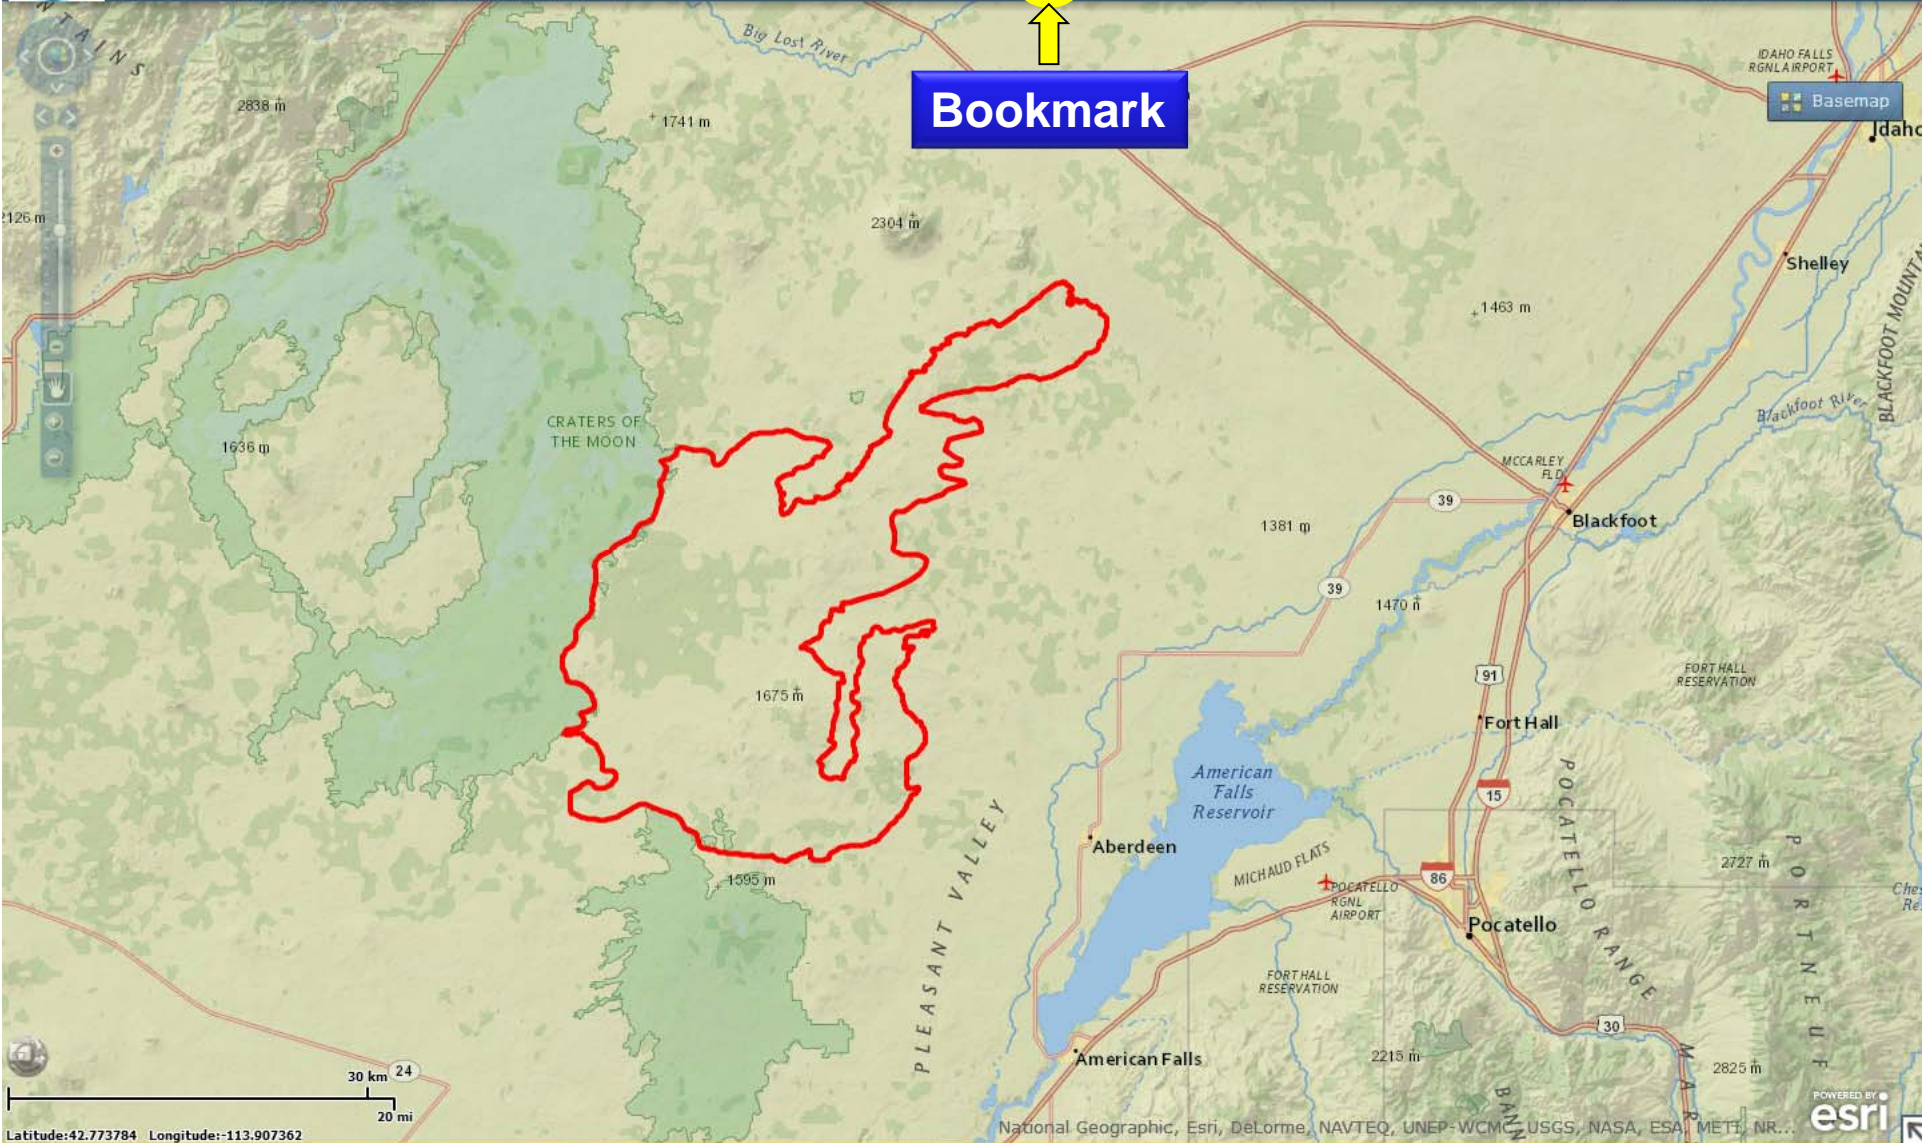 N T A I N S
Big Lost River
IDAHO FALLS
RGNL AIRPORT
Bookmark
Basemap
2838 m
1741 m
Idaho
2126 m
2304 m
Shelley
1463 m
BLACKFOOT MOUNTA
CRATERS OF
THE MOON
1636 m
Blackfoot River
MCCARLEY
FLD
39
Blackfoot
1381 m
39
1470 m
FORT HALL
RESERVATION
91
1675 m
Fort Hall
American
Falls
Reservoir
15
POCATELLO RANGE
PLEASANT VALLEY
Aberdeen
MICHAUD FLATS
2727 m
PORTNEUF
1595 m
86
POCATELLO
RGNL
AIRPORT
Ches
Re
Pocatello
FORT HALL
RESERVATION
30
24
30 km
20 mi
American Falls
2215 m
2825 m
M A R
BANN
POWERED BY
esri
Latitude:42.773784 Longitude:-113.907362
National Geographic, Esri, DeLorme, NAVTEQ, UNEP-WCMC, USGS, NASA, ESA, METI, NR...